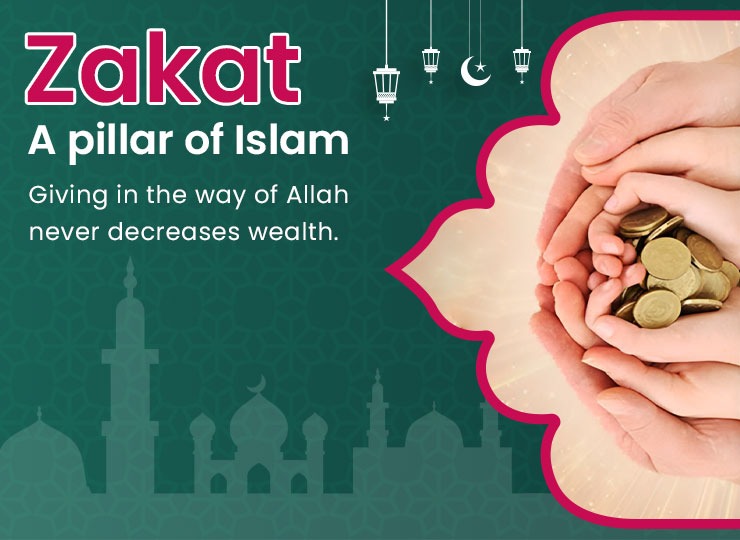 Zakat
A pillar of Islam
Giving in the way of Allah
never decreases wealth.